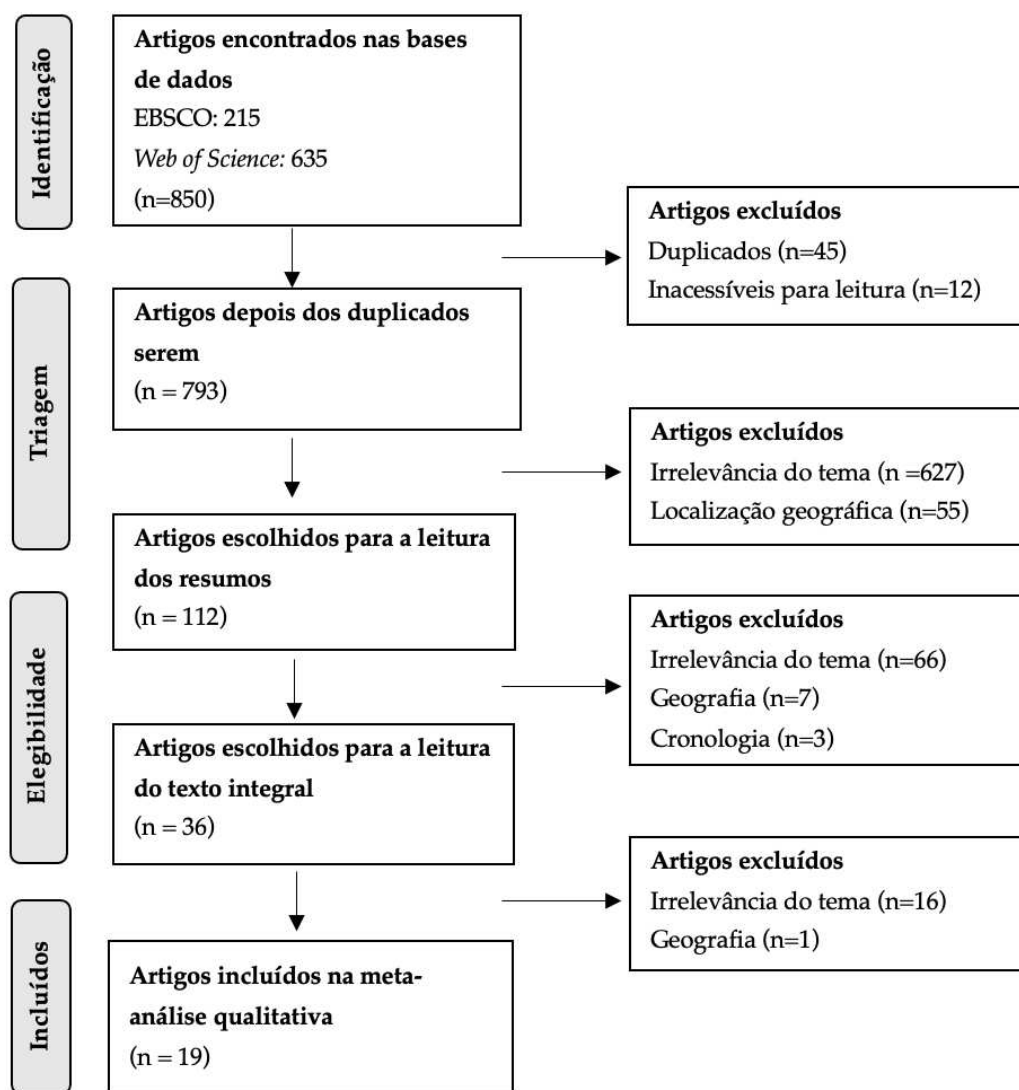 Identificação
Artigos encontrados nas bases
de dados
EBSCO: 215
Web of Science: 635
(n=850)
Artigos excluídos
Duplicados (n=45)
Inacessíveis para leitura (n=12)
Triagem
Artigos depois dos duplicados
serem
(n = 793)
Artigos excluídos
Irrelevância do tema (n =627)
Localização geográfica (n=55)
Artigos escolhidos para a leitura
dos resumos
(n = 112)
Elegibilidade
Artigos excluídos
Irrelevância do tema (n=66)
Geografia (n=7)
Cronologia (n=3)
Artigos escolhidos para a leitura
do texto integral
(n = 36)
Artigos excluídos
Irrelevância do tema (n=16)
Geografia (n=1)
Incluídos
Artigos incluídos na meta-
análise qualitativa
(n = 19)